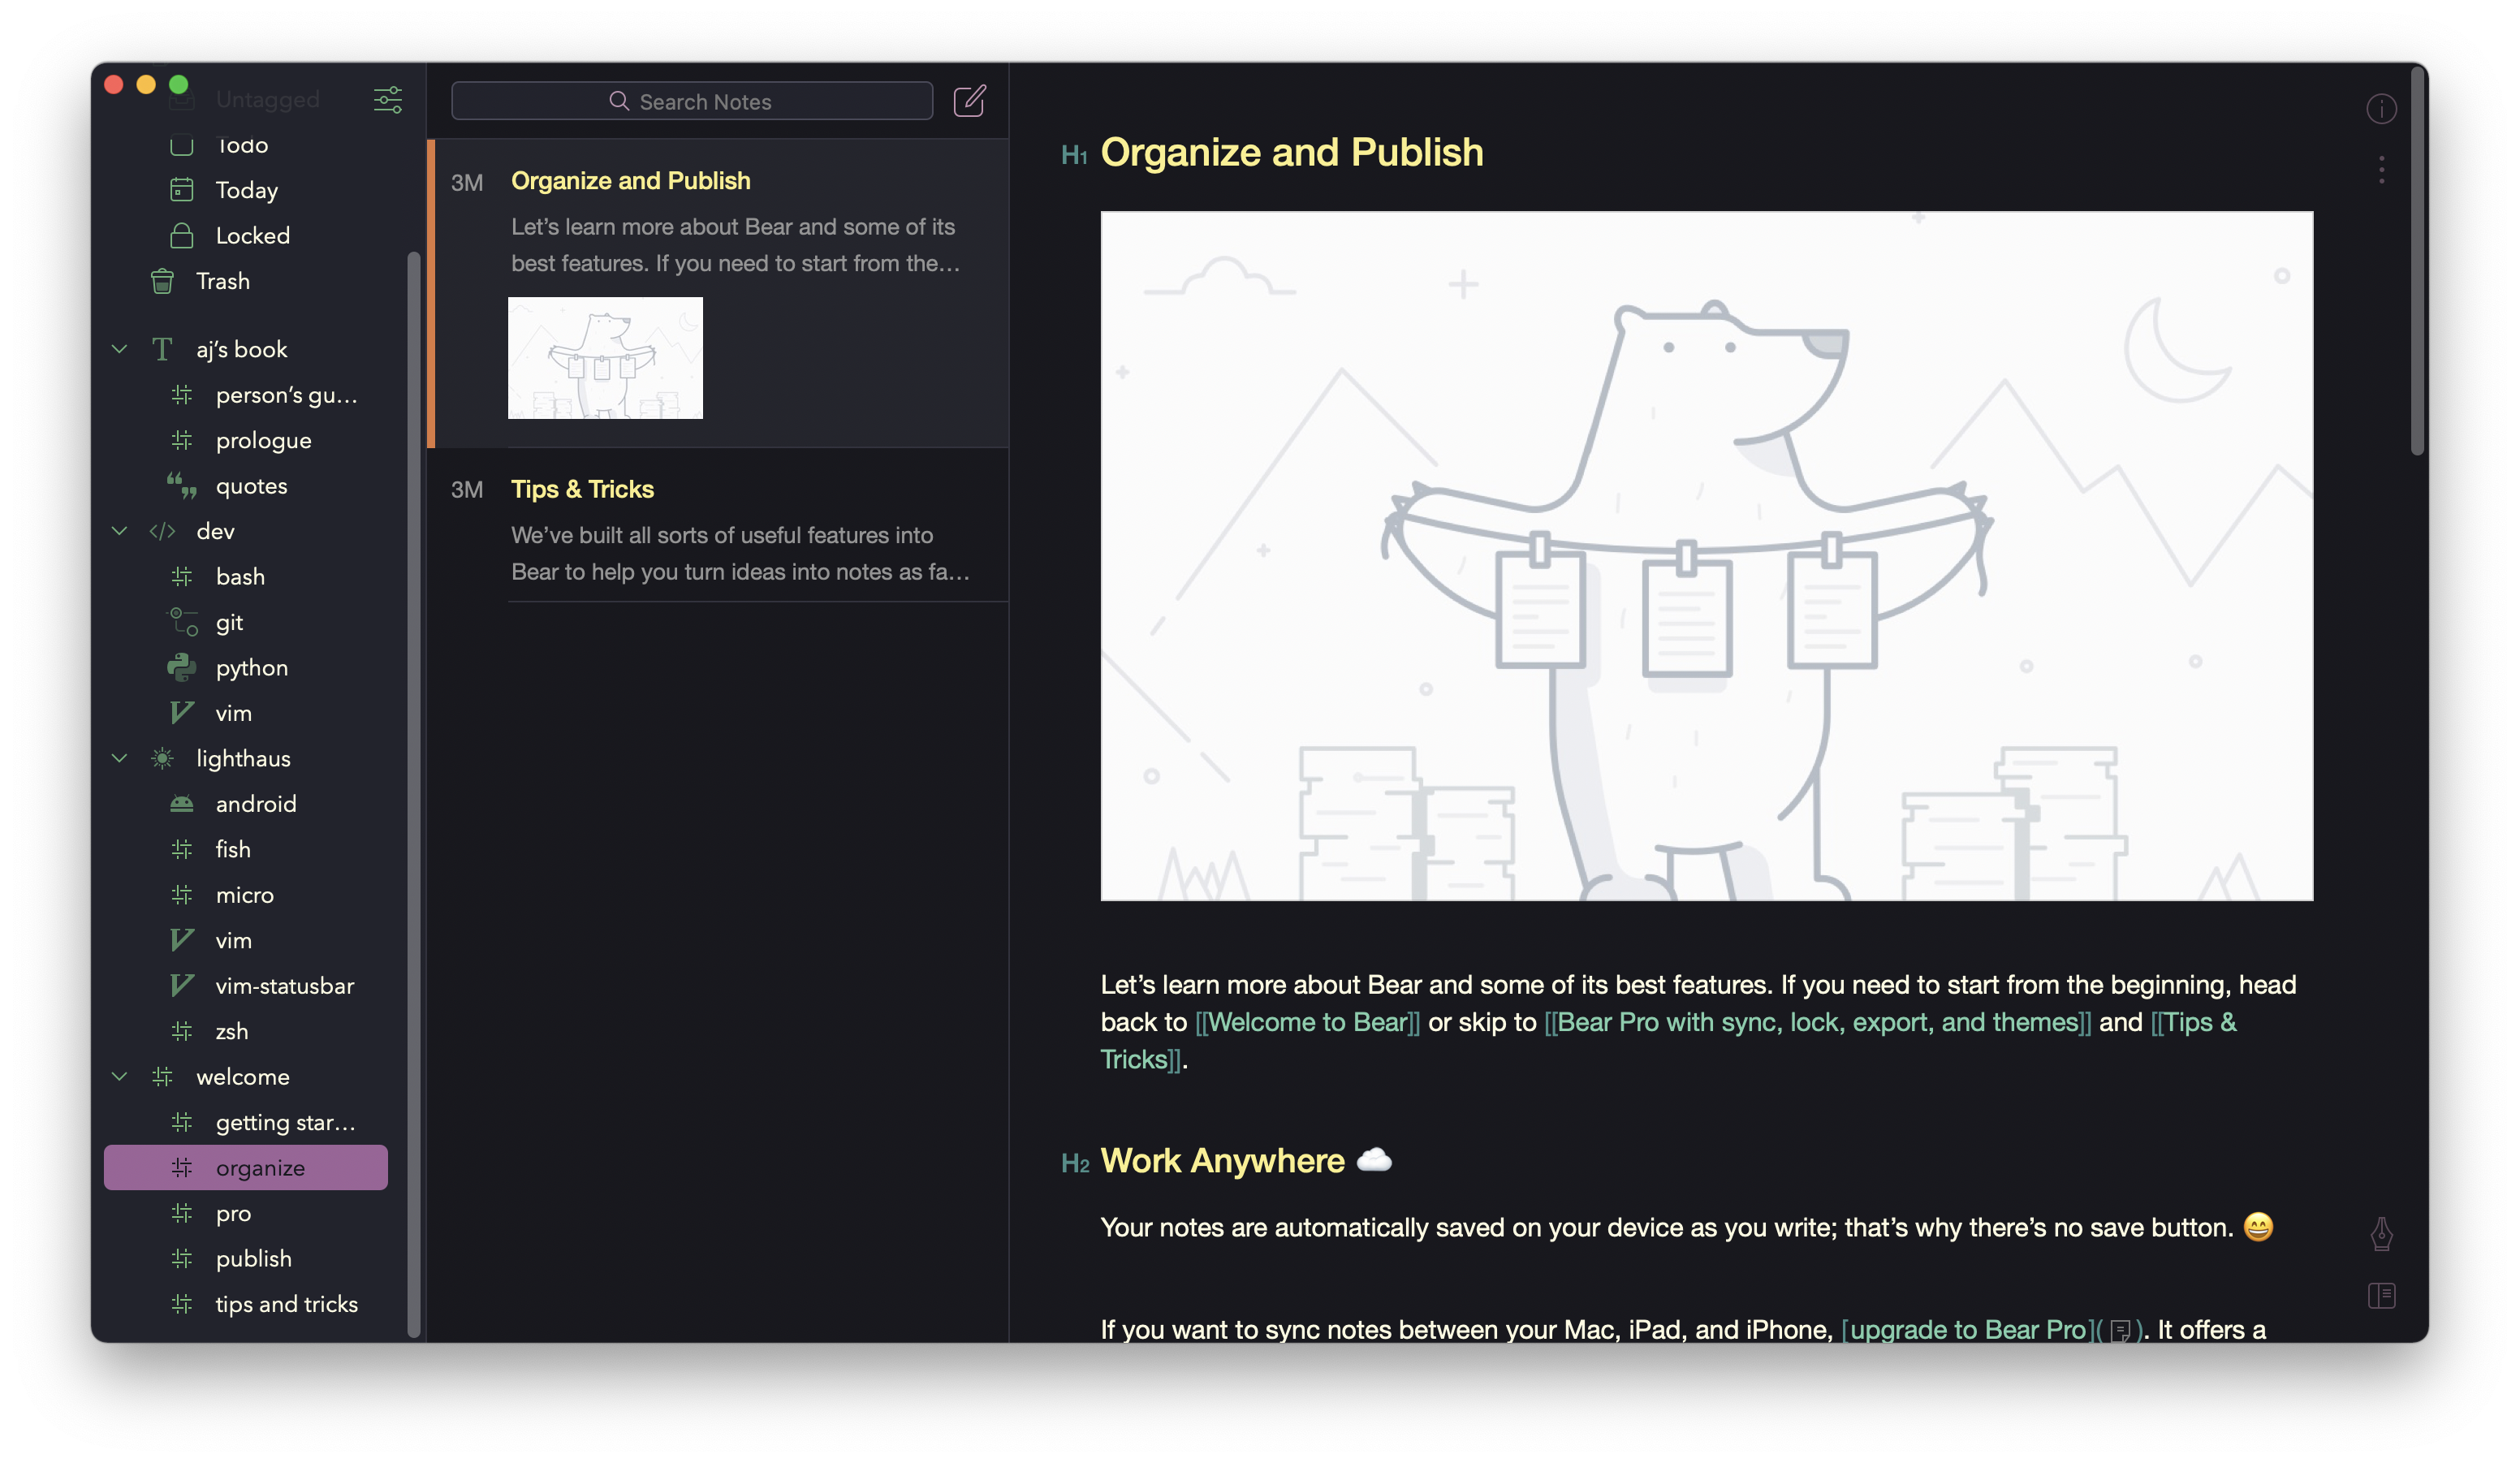 Untagged
Todo
Today
Locked
Trash
aj’s book
person’s gu…
prologue
quotes
dev
bash
git
python
vim
lighthaus
android
fish
micro
vim
vim-statusbar
zsh
welcome
getting star…
organize
pro
publish
tips and tricks
Search Notes
3M
Organize and Publish
Let’s learn more about Bear and some of its
best features. If you need to start from the…
3M
Tips & Tricks
We’ve built all sorts of useful features into
Bear to help you turn ideas into notes as fa…
H1 Organize and Publish
Let’s learn more about Bear and some of its best features. If you need to start from the beginning, head
back to [[Welcome to Bear]] or skip to [[Bear Pro with sync, lock, export, and themes]] and [[Tips &
Tricks]].
H2 Work Anywhere ☁️
Your notes are automatically saved on your device as you write; that’s why there’s no save button. 😄
If you want to sync notes between your Mac, iPad, and iPhone, [upgrade to Bear Pro](). It offers a